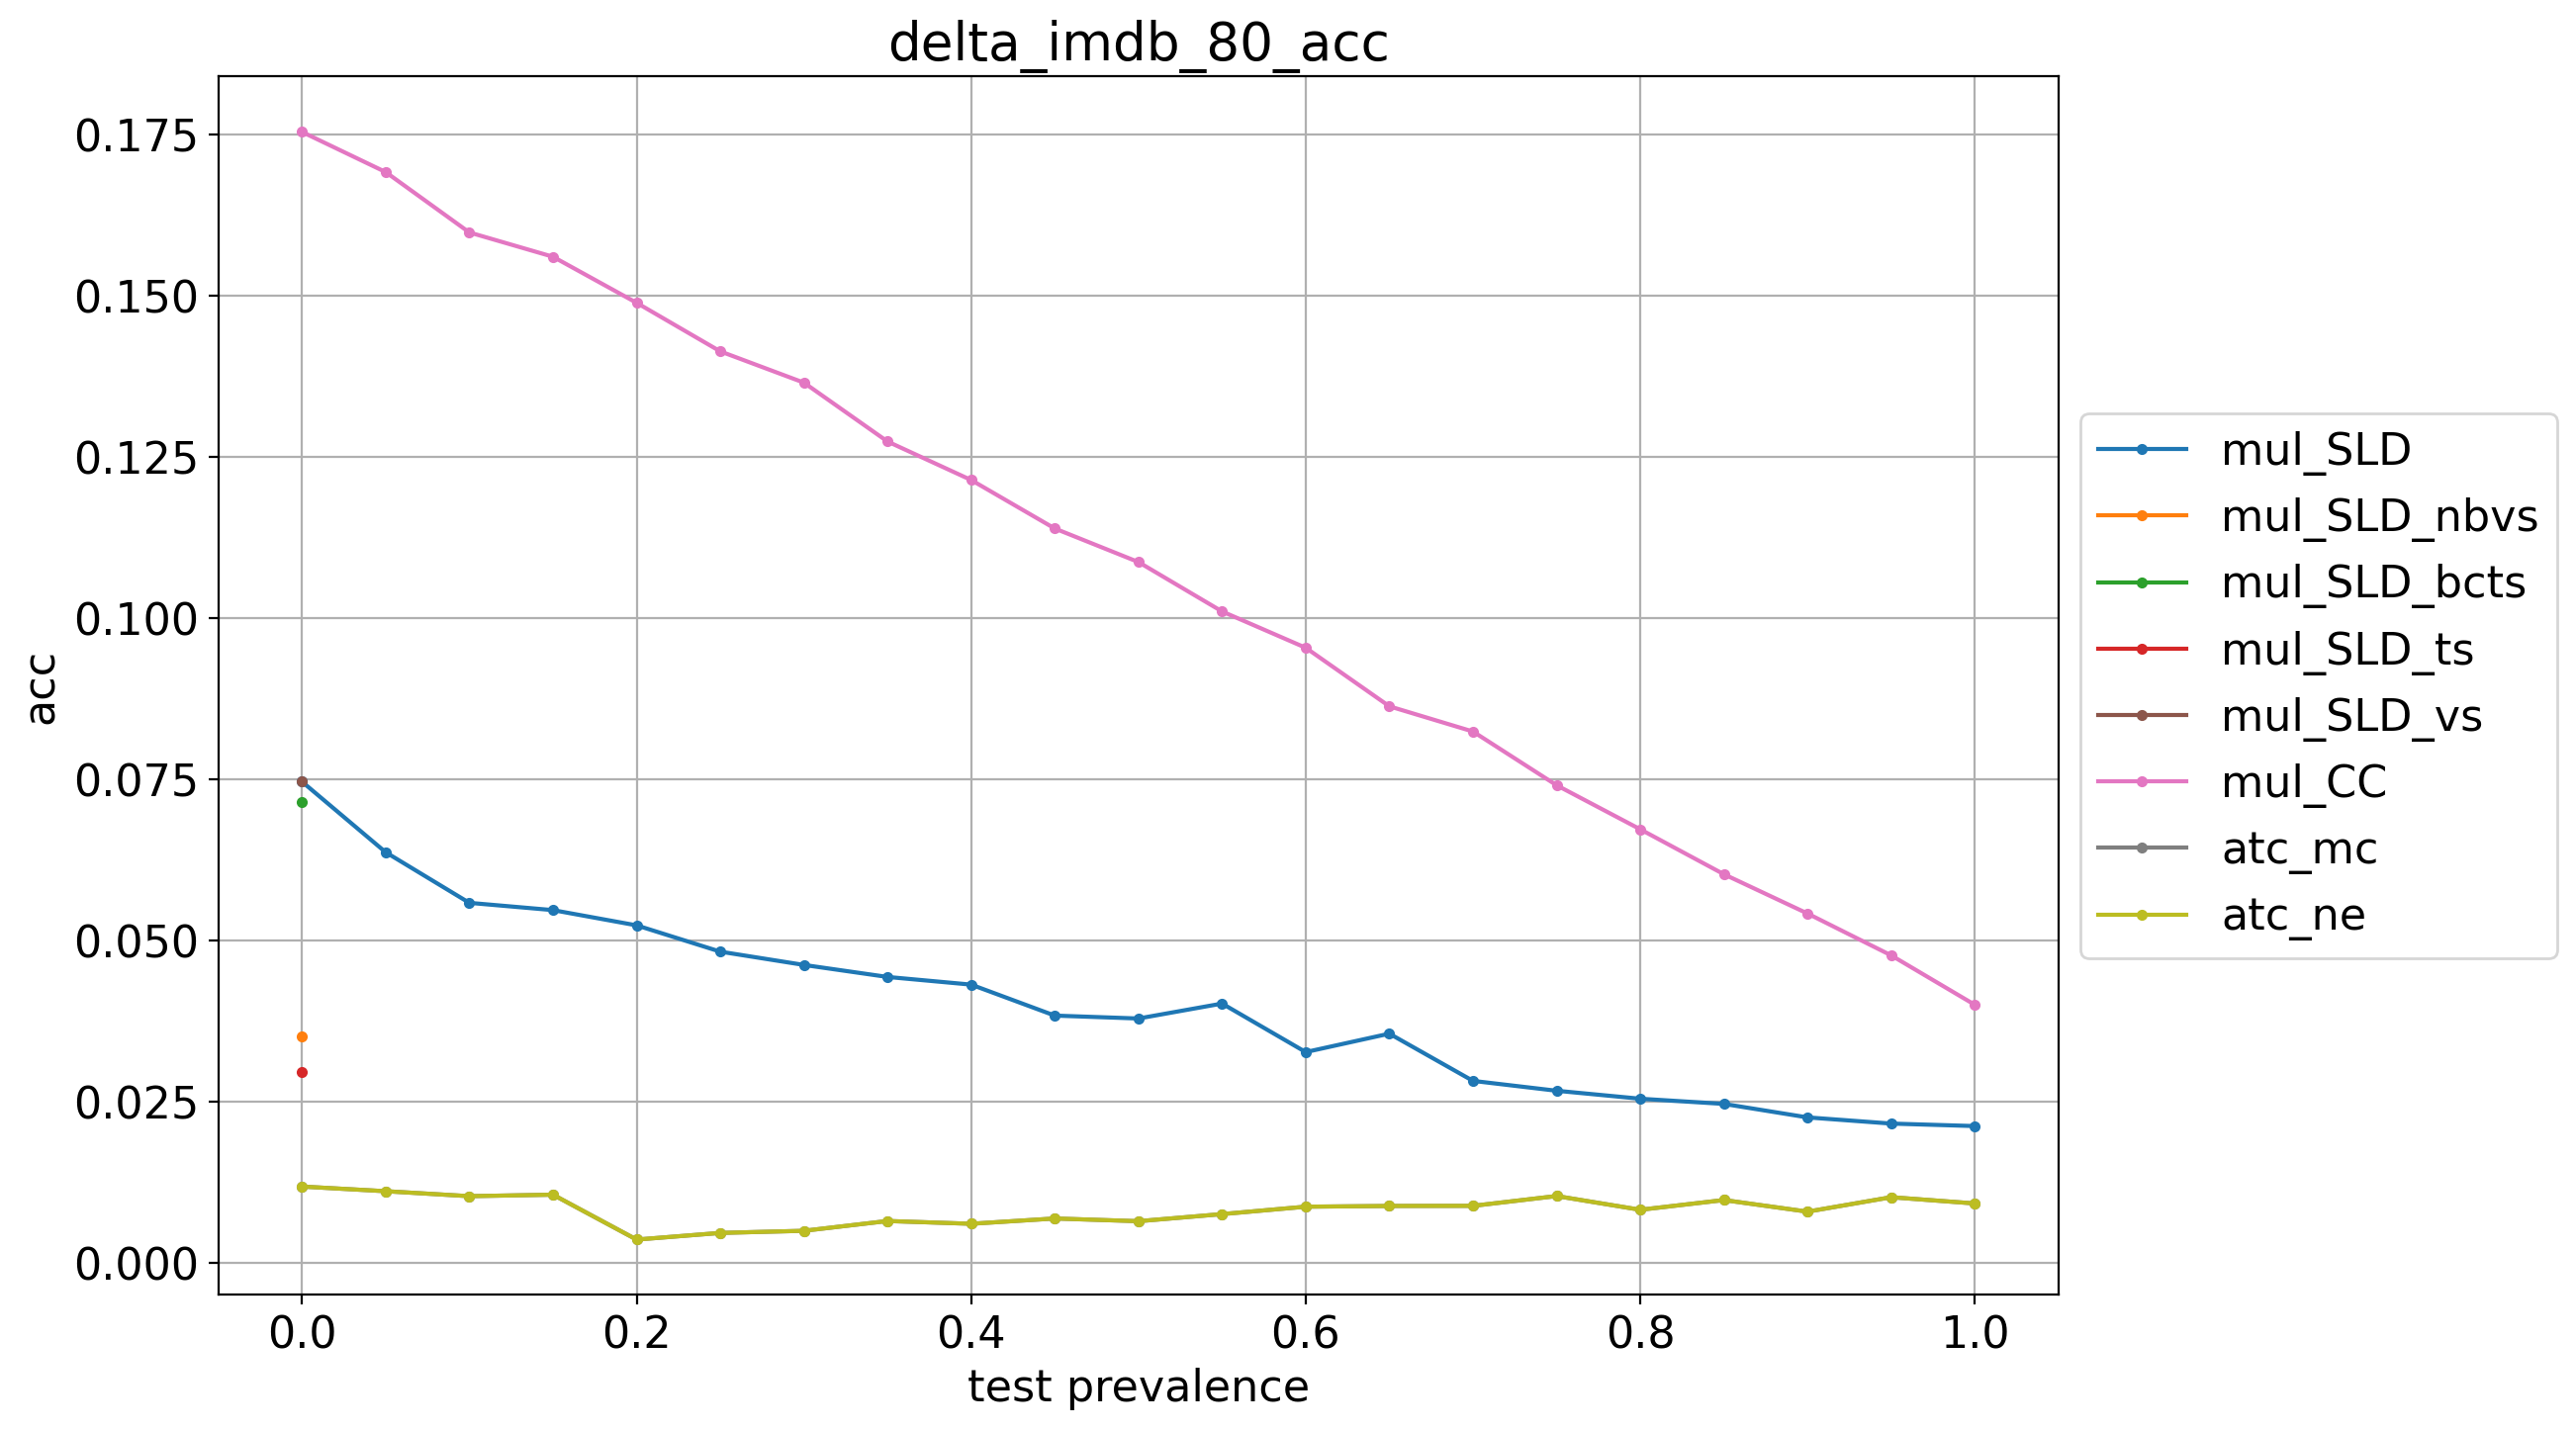 delta_imdb_80_acc
acc
0.175
0.150
0.125
0.100
0.075
0.050
0.025
0.000
0.0 0.2 0.4 0.6 0.8 1.0
test prevalence
mul_SLD
mul_SLD_nbvs
mul_SLD_bcts
mul_SLD_ts
mul_SLD_vs
mul_CC
atc_mc
atc_ne